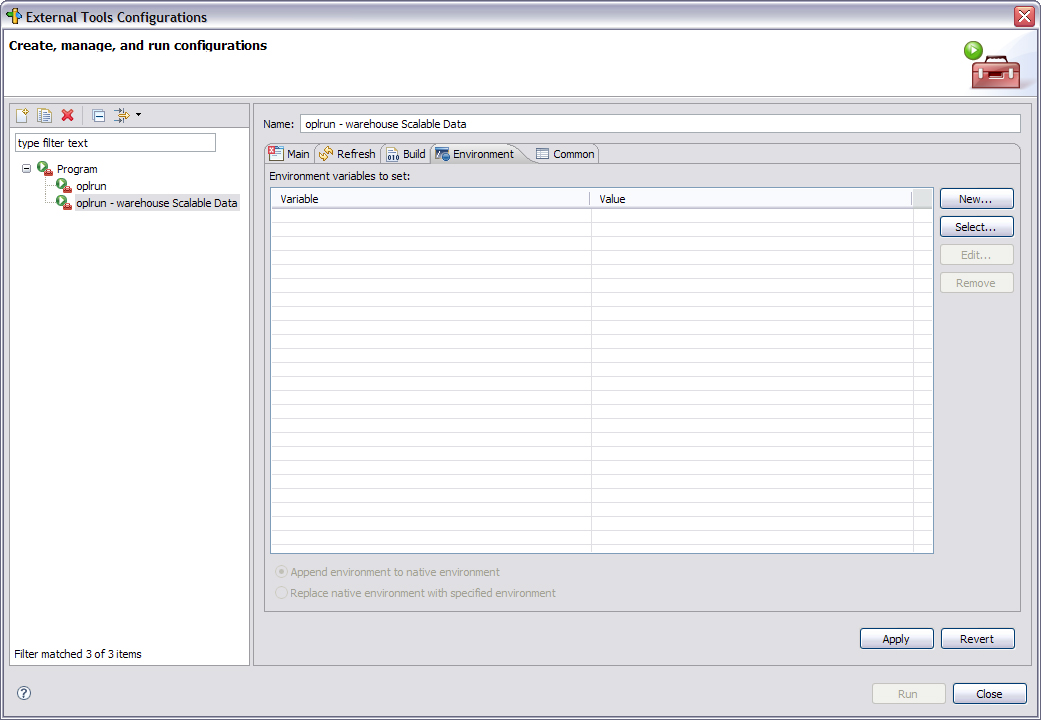 External Tools Configurations
Create, manage, and run configurations
type filter text
Program
oplrun
oplrun - warehouse Scalable Data
Filter matched 3 of 3 items
Name: oplrun - warehouse Scalable Data
Main Refresh Build Environment Common
Environment variables to set:
Variable Value
New...
Select...
Edit...
Remove
Append environment to native environment
Replace native environment with specified environment
Apply Revert
Run Close